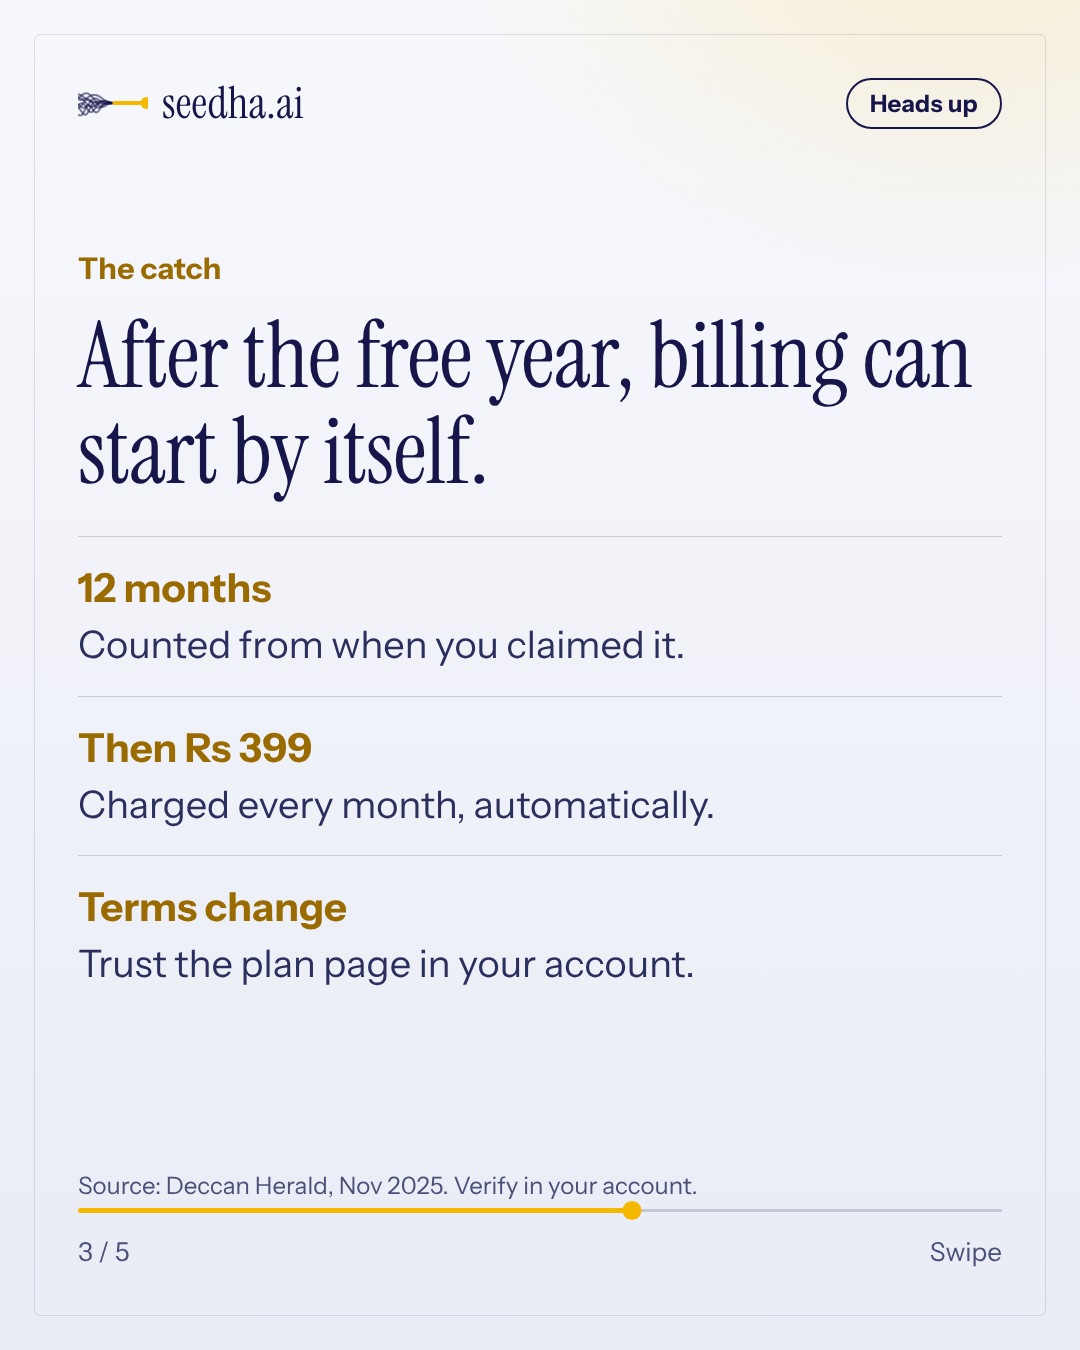 seedha.ai
Heads up
The catch
After the free year, billing can
start by itself.
12 months
Counted from when you claimed it.
Then Rs 399
Charged every month, automatically.
Terms change
Trust the plan page in your account.
Source: Deccan Herald, Nov 2025. Verify in your account.
3 / 5
Swipe